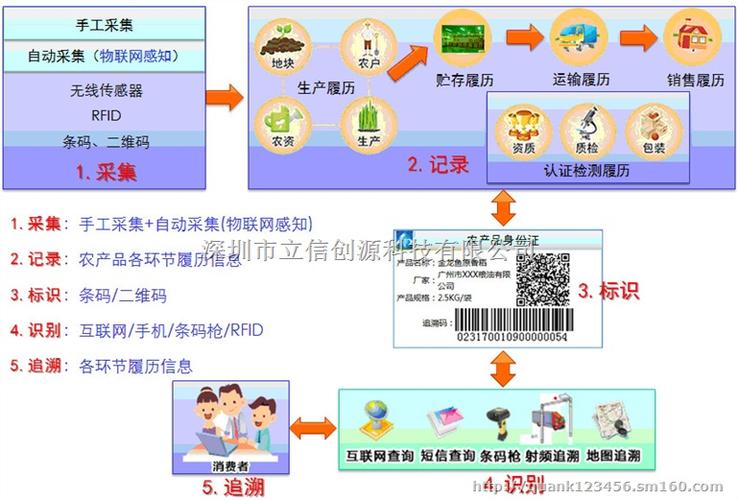 手工采集
自动采集（物联网感知）
无线传感器
RFID
条码、二维码
1. 采集
地块
农户
生产履历
农资
生产
贮存履历
运输履历
销售履历
2. 记录
资质
质检
包装
认证检测履历
1. 采集：手工采集+自动采集(物联网感知)
2. 记录：农产品各环节履历信息
3. 标识：条码/二维码
4. 识别：互联网/手机/条码枪/RFID
5. 追溯：各环节履历信息
深圳市立信创源科技有限公司
农产品身份证
产品名称：金龙鱼原香稻
厂家：广州市XXX粮油有限
公司
产品规格：2.5KG/袋
追溯码：
023170010900000054
3. 标识
消费者
5. 追溯
互联网查询 短信查询 条码枪 射频追溯 地图追溯
4. 识别
http://quank123456.sm160.com